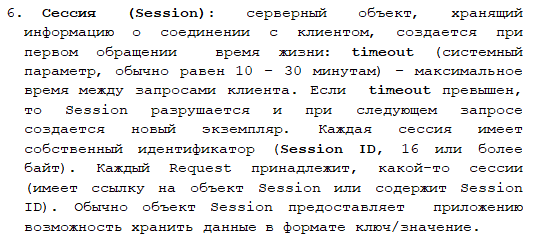 6. Сессия (Session): серверный объект, хранящий
информацию о соединении с клиентом, создается при
первом обращении время жизни: timeout (системный
параметр, обычно равен 10 – 30 минутам) – максимальное
время между запросами клиента. Если timeout превышен,
то Session разрушается и при следующем запросе
создается новый экземпляр. Каждая сессия имеет
собственный идентификатор (Session ID, 16 или более
байт). Каждый Request принадлежит, какой-то сессии
(имеет ссылку на объект Session или содержит Session
ID). Обычно объект Session предоставляет приложению
возможность хранить данные в формате ключ/значение.